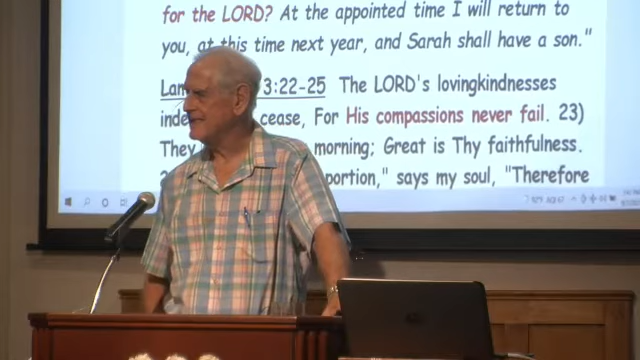 for the LORD? At the appointed time I will return to
you, at this time next year, and Sarah shall have a son."
Lam 3:22-25 The LORD's lovingkindnesses
inde cease, For His compassions never fail. 23)
They morning; Great is Thy faithfulness.
portion," says my soul, "Therefore